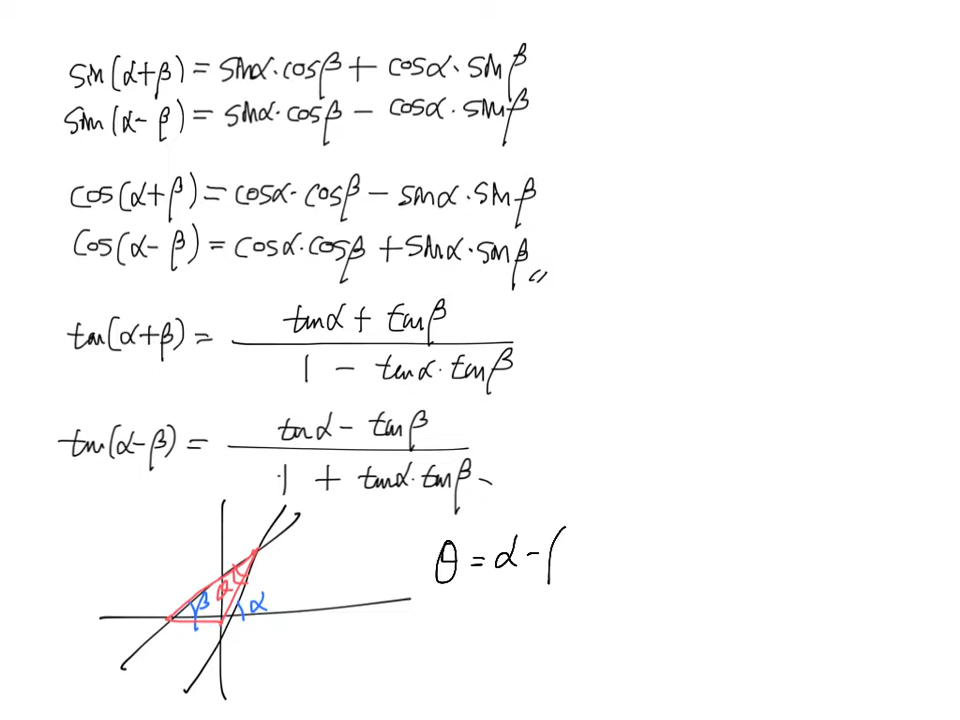 sin(α+β) = sinα·cosβ + cosα·sinβ
sin(α-β) = sinα·cosβ - cosα·sinβ
cos(α+β) = cosα·cosβ - sinα·sinβ
cos(α-β) = cosα·cosβ + sinα·sinβ
tan(α+β) = 
tanα + tanβ
1 - tanα·tanβ
tan(α-β) = 
tanα - tanβ
1 + tanα·tanβ
β α
θ = α -